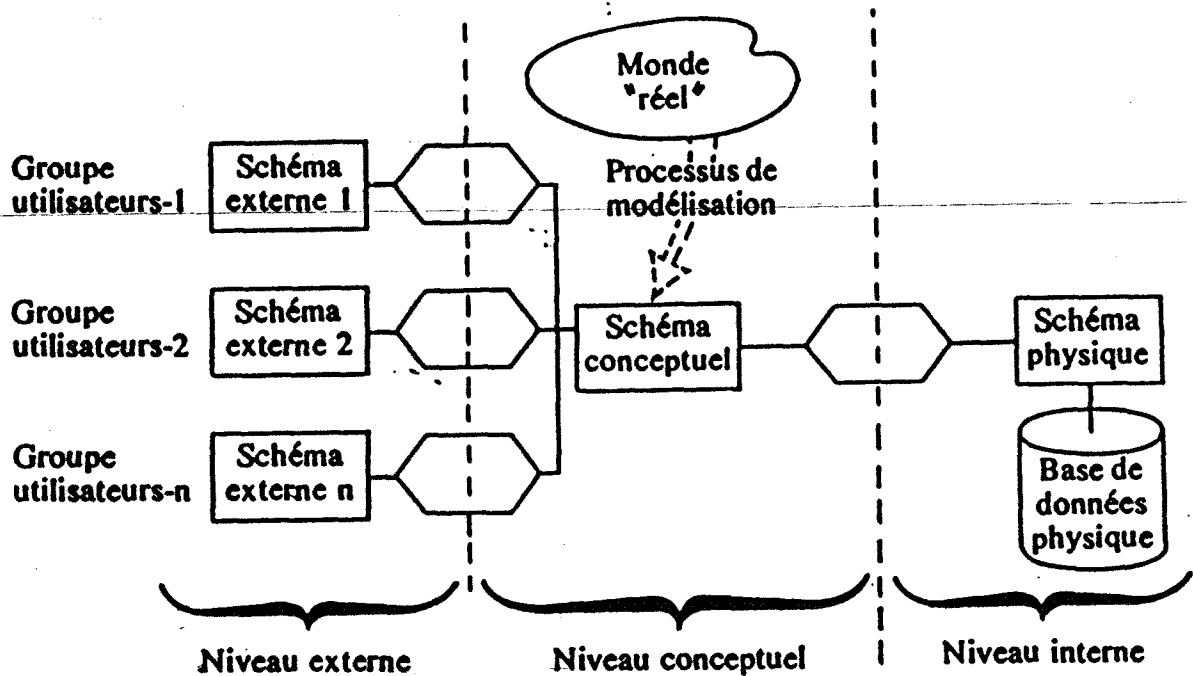 Monde
"réel"
Groupe
utilisateurs-1
Schéma
externe 1
Processus de
modélisation
Groupe
utilisateurs-2
Schéma
externe 2
Schéma
conceptuel
Schéma
physique
Groupe
utilisateurs-n
Schéma
externe n
Base de
données
physique
Niveau externe
Niveau conceptuel
Niveau interne